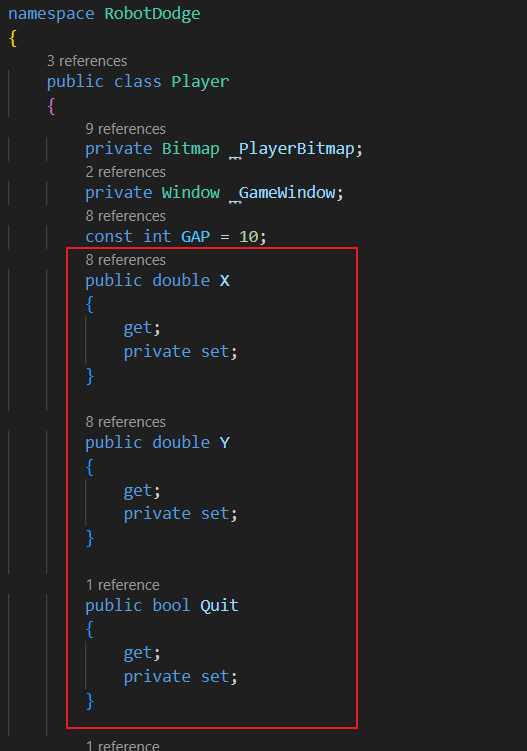 namespace RobotDodge
{
3 references
public class Player
{
9 references
private Bitmap _PlayerBitmap;
2 references
private Window _GameWindow;
8 references
const int GAP = 10;
8 references
public double X
{
get;
private set;
}
8 references
public double Y
{
get;
private set;
}
1 reference
public bool Quit
{
get;
private set;
}
1 reference